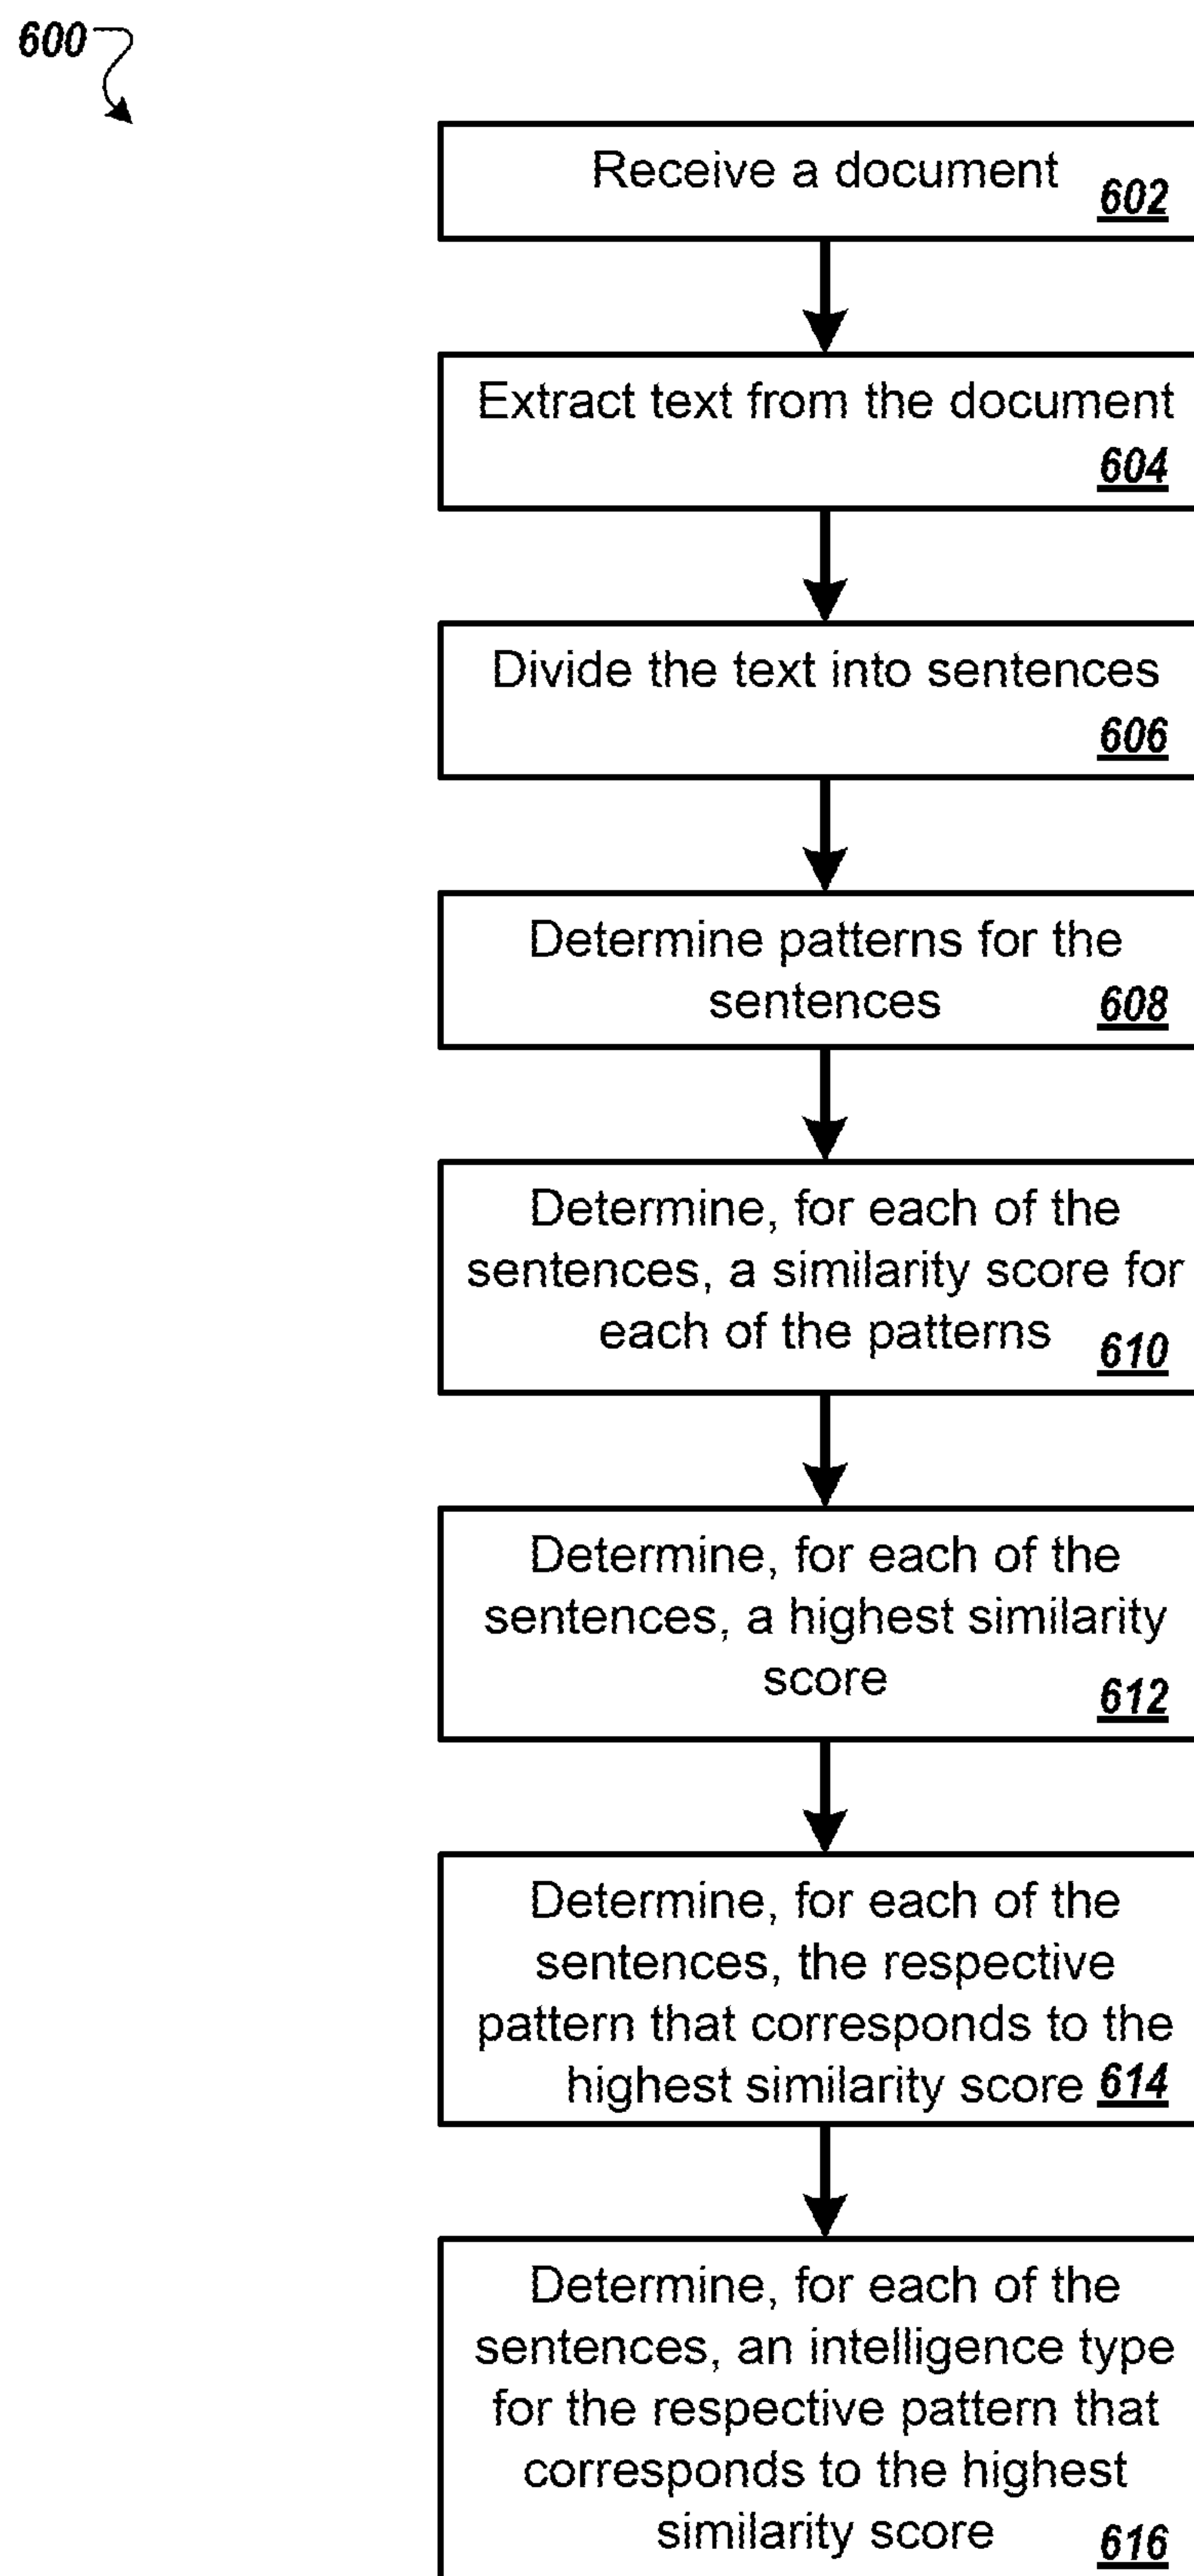 600
Receive a document
602
Extract text from the document
604
Divide the text into sentences
606
Determine patterns for the
sentences 608
Determine, for each of the
sentences, a similarity score for
each of the patterns 610
Determine, for each of the
sentences, a highest similarity
score 612
Determine, for each of the
sentences, the respective
pattern that corresponds to the
highest similarity score 614
Determine, for each of the
sentences, an intelligence type
for the respective pattern that
corresponds to the highest
similarity score 616